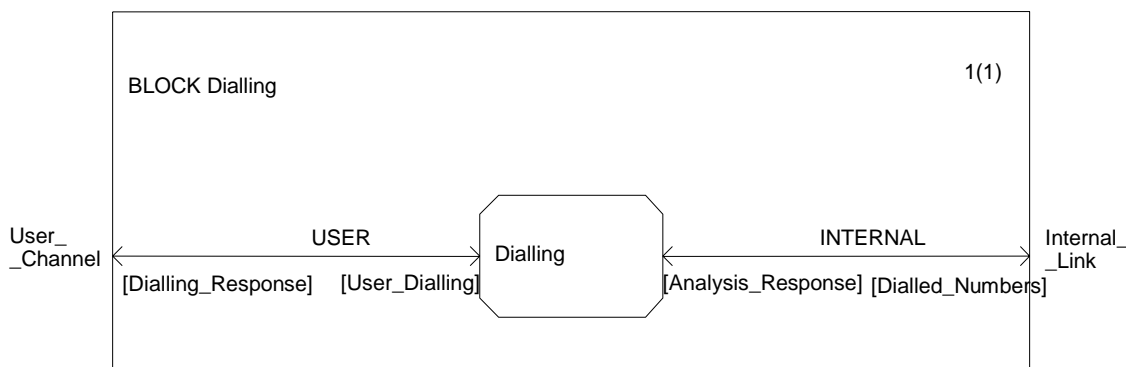 BLOCK Dialling
1(1)
User_
_Channel
USER
[Dialling_Response]
[User_Dialling]
Dialling
INTERNAL
[Analysis_Response]
[Dialled_Numbers]
Internal_
_Link